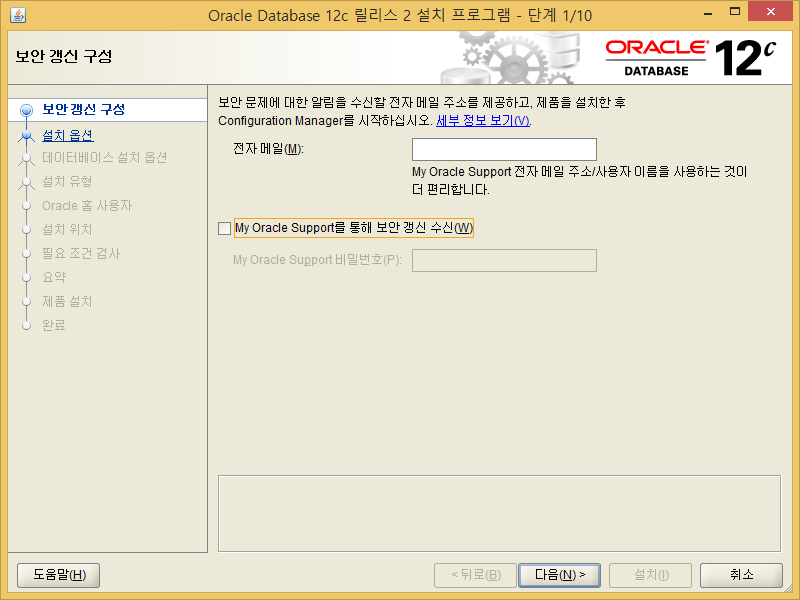 Oracle Database 12c 릴리스 2 설치 프로그램 - 단계 1/10
보안 갱신 구성
ORACLE®
DATABASE
12c
보안 갱신 구성
설치 옵션
데이터베이스 설치 옵션
설치 유형
Oracle 홈 사용자
설치 위치
필요 조건 검사
요약
제품 설치
완료
보안 문제에 대한 알림을 수신할 전자 메일 주소를 제공하고, 제품을 설치한 후
Configuration Manager를 시작하십시오. 세부 정보 보기(V).
전자 메일(M):
My Oracle Support 전자 메일 주소/사용자 이름을 사용하는 것이
더 편리합니다.
My Oracle Support를 통해 보안 갱신 수신(W)
My Oracle Support 비밀번호(P):
도움말(H)
< 뒤로(B)
다음(N) >
설치(I)
취소